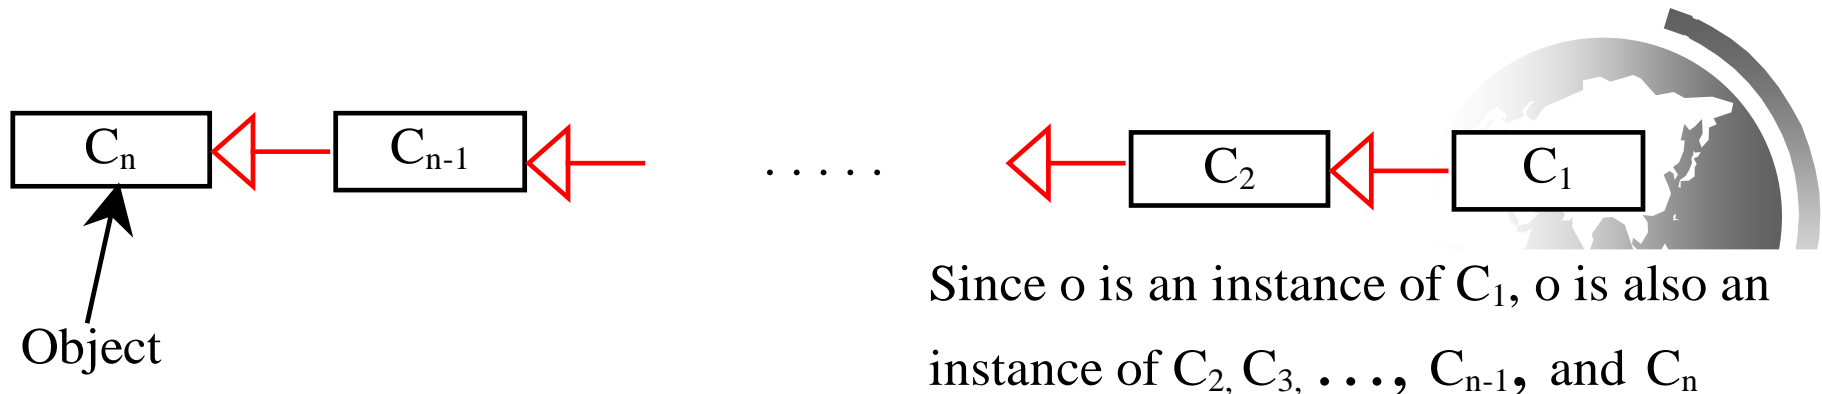 Cn Cn-1 ..... C2 C1
Since o is an instance of C1, o is also an
Object
instance of C2, C3, ..., Cn-1, and Cn